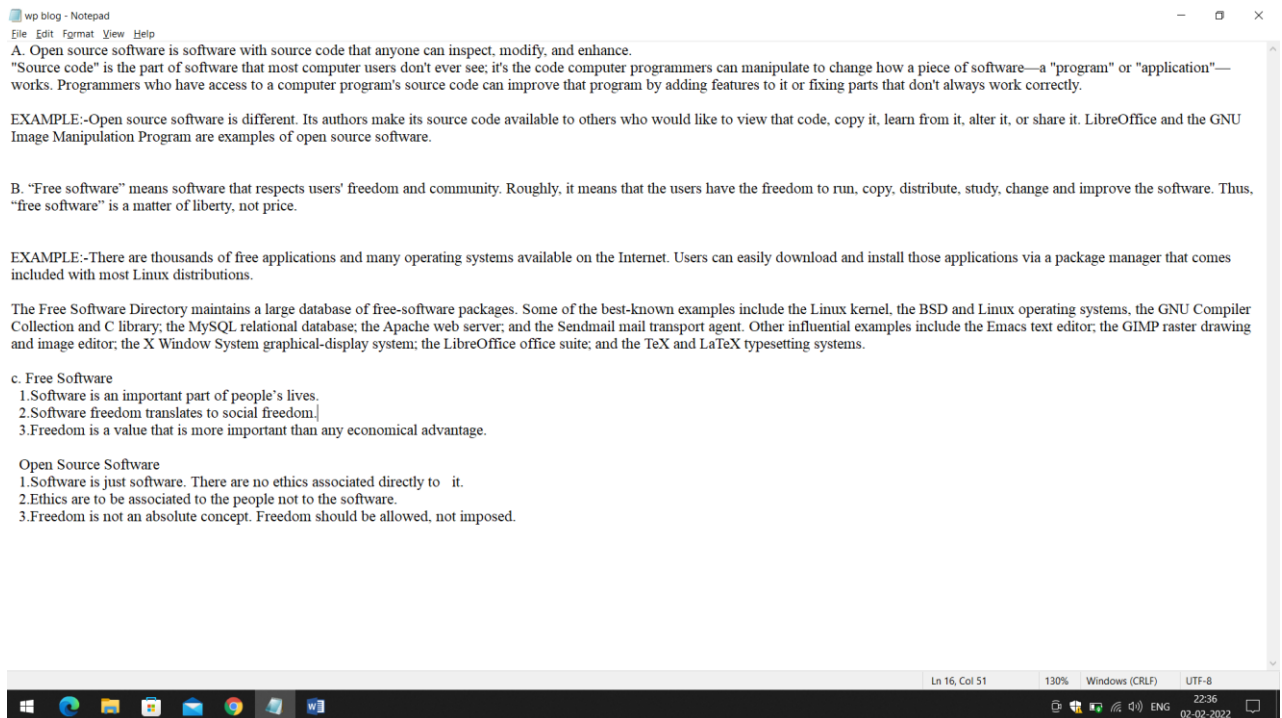 wp blog - Notepad
File Edit Format View Help
A. Open source software is software with source code that anyone can inspect, modify, and enhance.
"Source code" is the part of software that most computer users don't ever see; it's the code computer programmers can manipulate to change how a piece of software—a "program" or "application"—
works. Programmers who have access to a computer program's source code can improve that program by adding features to it or fixing parts that don't always work correctly.
EXAMPLE:-Open source software is different. Its authors make its source code available to others who would like to view that code, copy it, learn from it, alter it, or share it. LibreOffice and the GNU
Image Manipulation Program are examples of open source software.
B. “Free software” means software that respects users' freedom and community. Roughly, it means that the users have the freedom to run, copy, distribute, study, change and improve the software. Thus,
“free software” is a matter of liberty, not price.
EXAMPLE:-There are thousands of free applications and many operating systems available on the Internet. Users can easily download and install those applications via a package manager that comes
included with most Linux distributions.
The Free Software Directory maintains a large database of free-software packages. Some of the best-known examples include the Linux kernel, the BSD and Linux operating systems, the GNU Compiler
Collection and C library; the MySQL relational database; the Apache web server; and the Sendmail mail transport agent. Other influential examples include the Emacs text editor; the GIMP raster drawing
and image editor; the X Window System graphical-display system; the LibreOffice office suite; and the TeX and LaTeX typesetting systems.
c. Free Software
1.Software is an important part of people’s lives.
2.Software freedom translates to social freedom.
3.Freedom is a value that is more important than any economical advantage.
Open Source Software
1.Software is just software. There are no ethics associated directly to it.
2.Ethics are to be associated to the people not to the software.
3.Freedom is not an absolute concept. Freedom should be allowed, not imposed.
Ln 16, Col 51 130% Windows (CRLF) UTF-8
ENG 22:36
02-02-2022